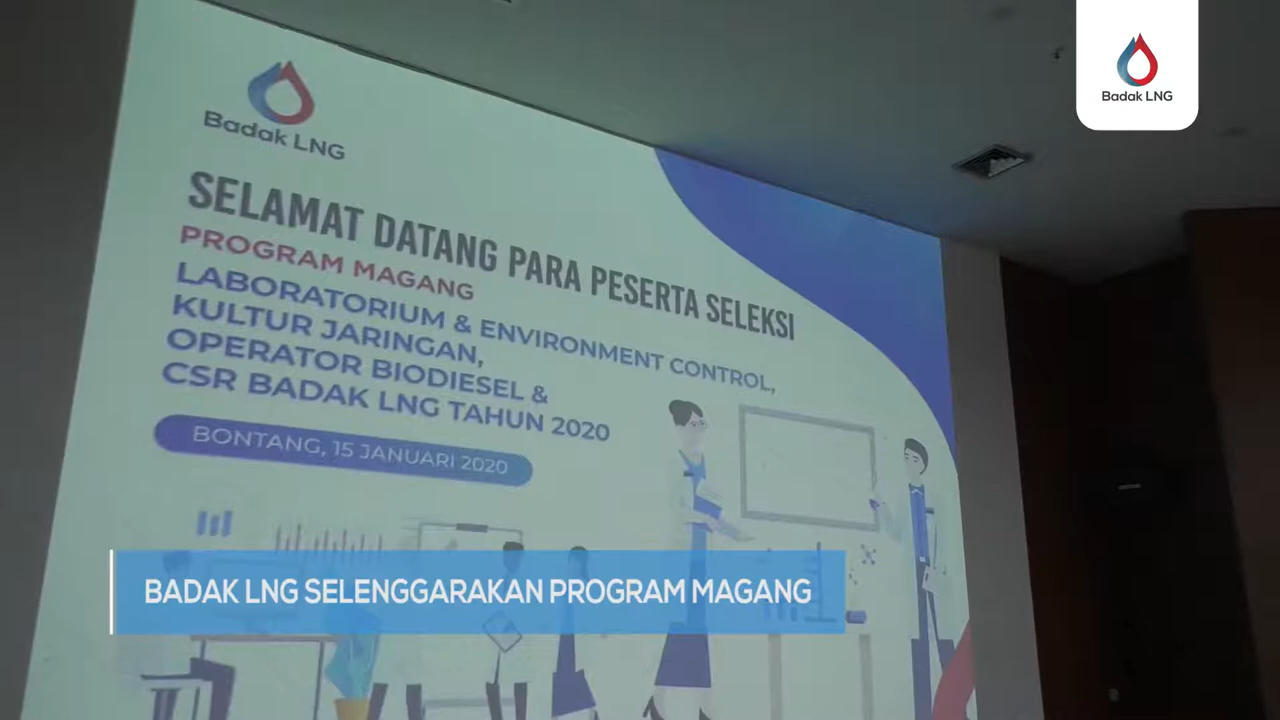 Badak LNG
Badak LNG
SELAMAT DATANG PARA PESERTA SELEKSI
PROGRAM MAGANG
LABORATORIUM & ENVIRONMENT CONTROL,
KULTUR JARINGAN,
OPERATOR BIODIESEL &
CSR BADAK LNG TAHUN 2020
BONTANG, 15 JANUARI 2020
BADAK LNG SELENGGARAKAN PROGRAM MAGANG